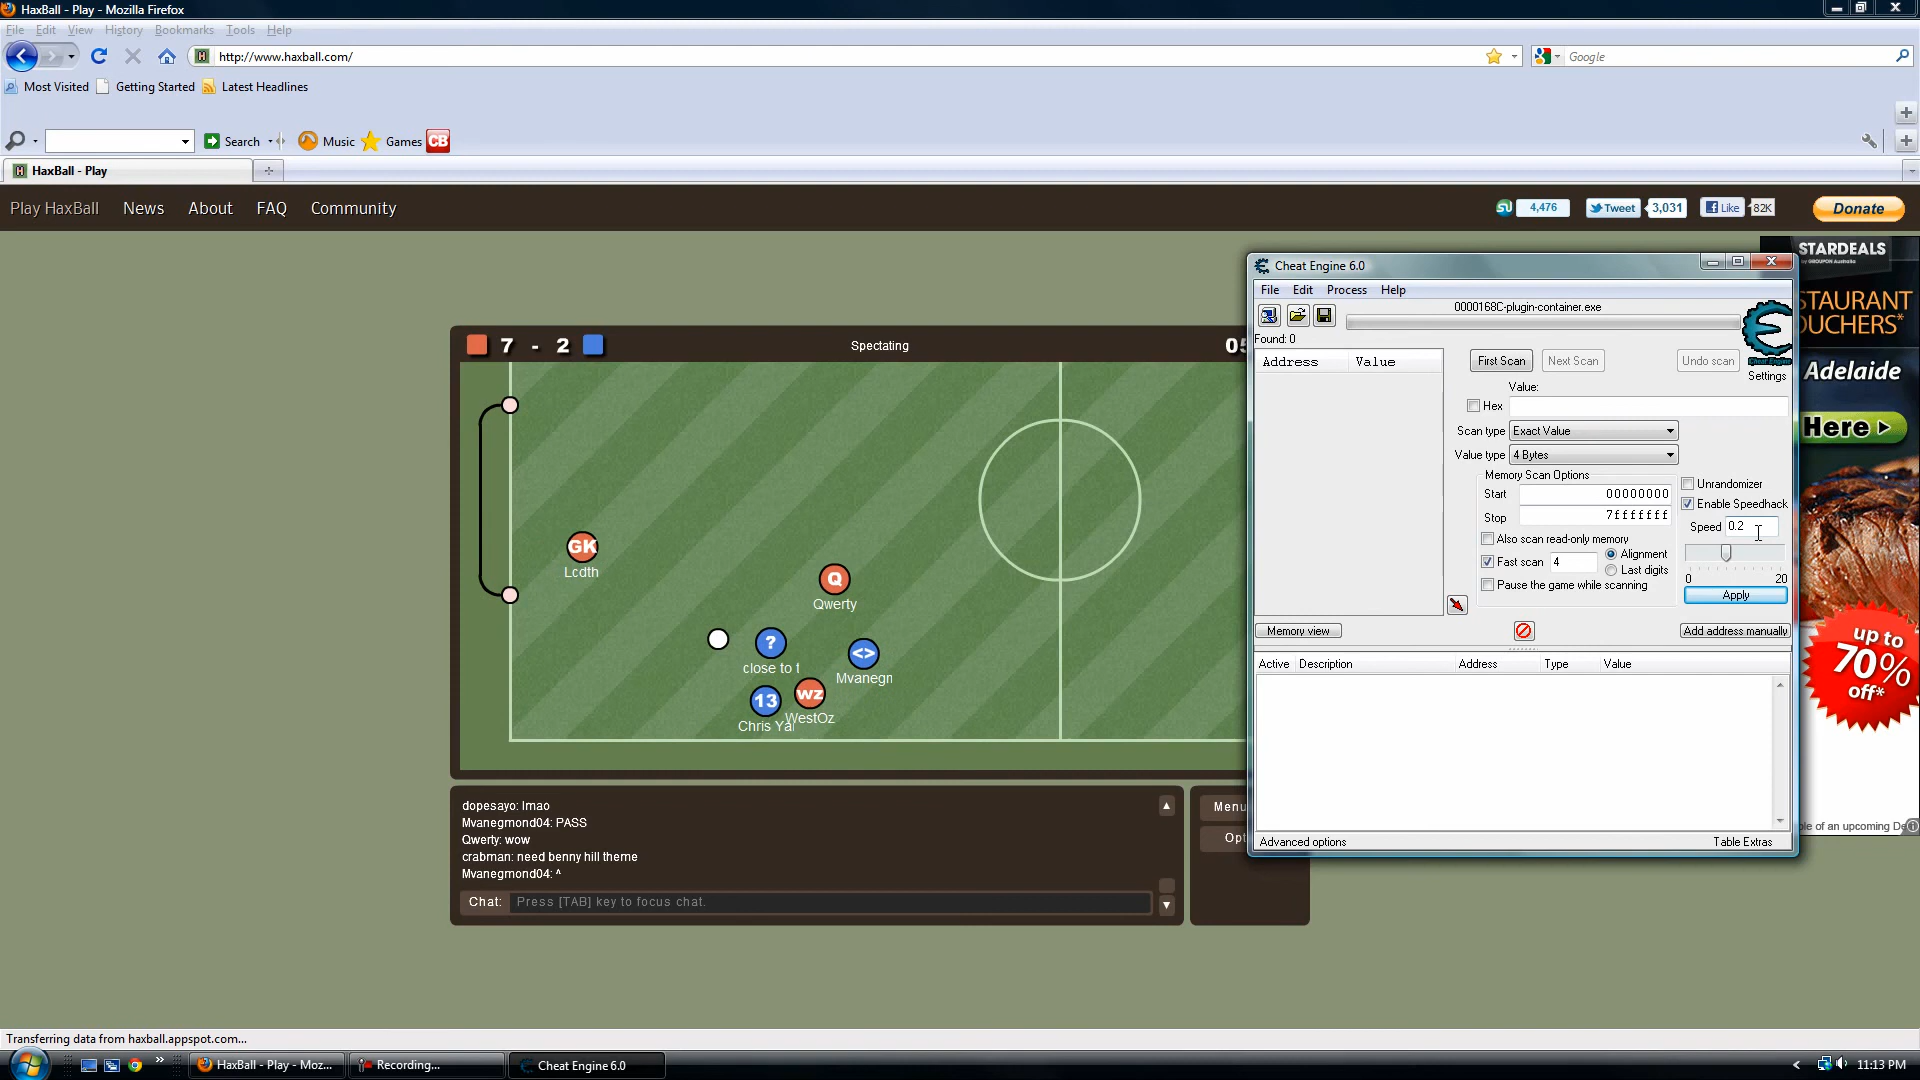 HaxBall - Play - Mozilla Firefox
File Edit View History Bookmarks Tools Help
http://www.haxball.com/
Google
Most Visited Getting Started Latest Headlines
Search Music Games CB
HaxBall - Play
Play HaxBall News About FAQ Community
4,476 Tweet 3,031 Like 82K Donate
STARDEALS
STAURANT
UCHERS*
Adelaide
Here
up to
70%
off*
ple of an upcoming De
7 - 2 Spectating 05
GK
Lcdth
Q
Qwerty
?
close to t
<>
Mvanegn
13
Chris Ya
wz
WestOz
dopesayo: lmao
Mvanegmond04: PASS
Qwerty: wow
crabman: need benny hill theme
Mvanegmond04: ^
Chat: Press [TAB] key to focus chat.
Menu
Opt
Cheat Engine 6.0
File Edit Process Help
0000168C-plugin-container.exe
Found: 0
Address Value
First Scan Next Scan Undo scan
Settings
Value:
Hex
Scan type Exact Value
Value type 4 Bytes
Memory Scan Options
Start 00000000
Stop 7fffffff
Unrandomizer
Enable Speedhack
Speed 0.2
Also scan read-only memory
Fast scan 4 Alignment
Last digits
Pause the game while scanning
0 20
Apply
Memory view Add address manually
Active Description Address Type Value
Advanced options Table Extras
Transferring data from haxball.appspot.com...
HaxBall - Play - Moz... Recording... Cheat Engine 6.0 11:13 PM